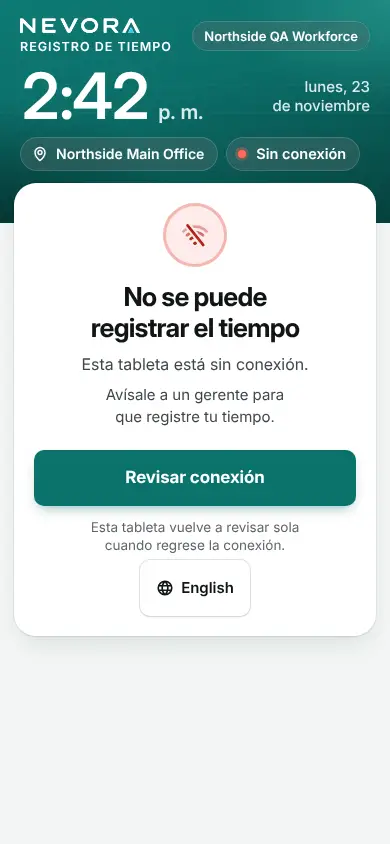 NEVORA
REGISTRO DE TIEMPO
Northside QA Workforce
2:42 p. m.
lunes, 23
de noviembre
Northside Main Office
Sin conexión
No se puede
registrar el tiempo
Esta tableta está sin conexión.
Avísale a un gerente para
que registre tu tiempo.
Revisar conexión
Esta tableta vuelve a revisar sola
cuando regrese la conexión.
English